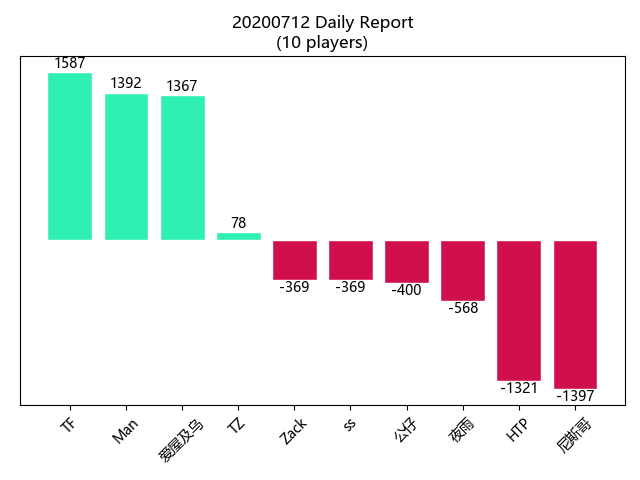 20200712 Daily Report
(10 players)
1587
1392
1367
78
-369
-369
-400
-568
-1321
-1397
TF
Man
爱屋及乌
TZ
Zack
ss
公仔
夜雨
HTP
尼斯哥